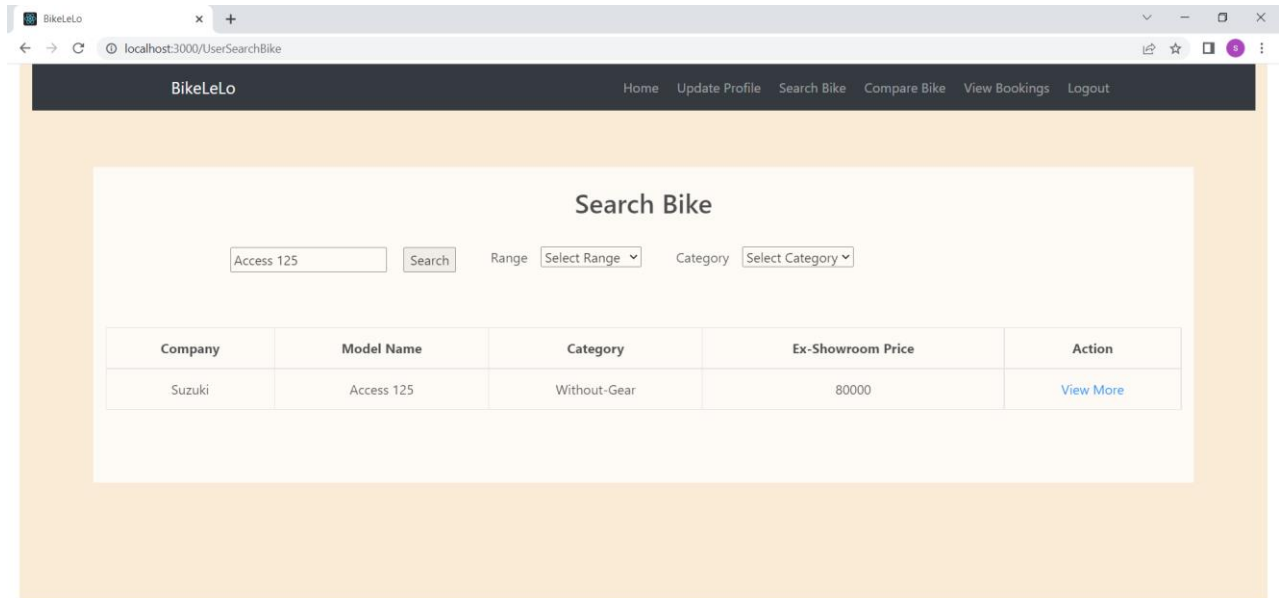 BikeLeLo
localhost:3000/UserSearchBike
S
BikeLeLo Home Update Profile Search Bike Compare Bike View Bookings Logout
Search Bike
Access 125 Search Range Select Range Category Select Category
Company Model Name Category Ex-Showroom Price Action
Suzuki Access 125 Without-Gear 80000 View More